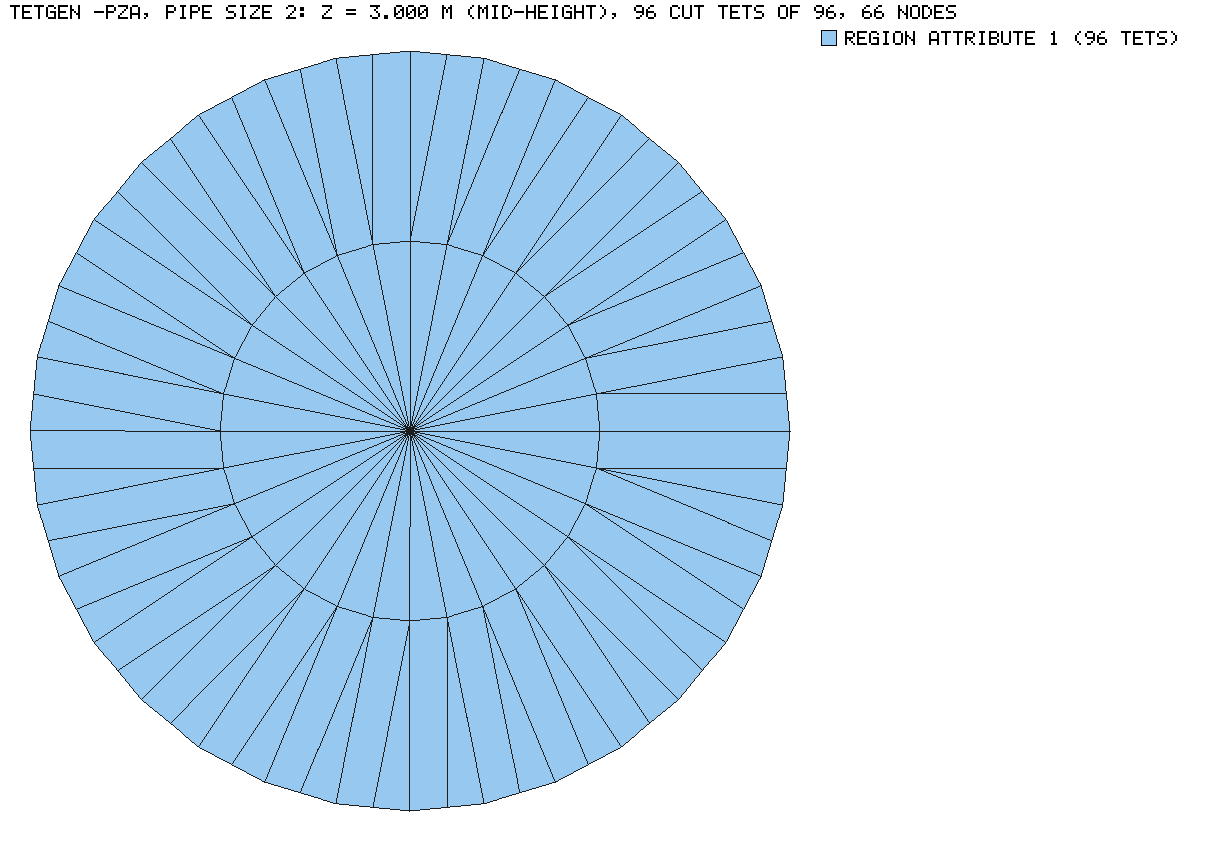 TETGEN -PZA, PIPE SIZE 2: Z = 3.000 M (MID-HEIGHT), 96 CUT TETS OF 96, 66 NODES
REGION ATTRIBUTE 1 (96 TETS)